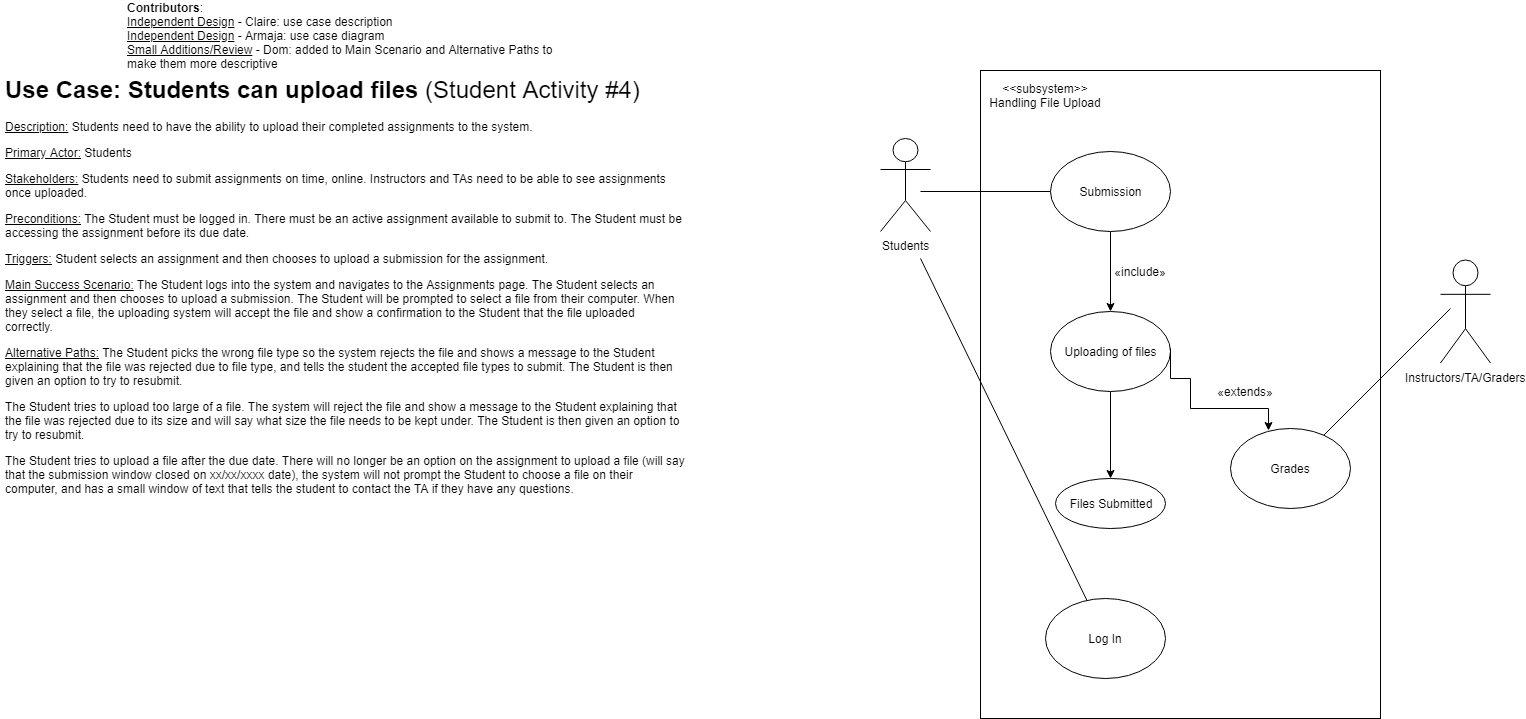 Contributors:
Independent Design - Claire: use case description
Independent Design - Armaja: use case diagram
Small Additions/Review - Dom: added to Main Scenario and Alternative Paths to
make them more descriptive
Use Case: Students can upload files (Student Activity #4)
Description: Students need to have the ability to upload their completed assignments to the system.
Primary Actor: Students
Stakeholders: Students need to submit assignments on time, online. Instructors and TAs need to be able to see assignments
once uploaded.
Preconditions: The Student must be logged in. There must be an active assignment available to submit to. The Student must be
accessing the assignment before its due date.
Triggers: Student selects an assignment and then chooses to upload a submission for the assignment.
Main Success Scenario: The Student logs into the system and navigates to the Assignments page. The Student selects an
assignment and then chooses to upload a submission. The Student will be prompted to select a file from their computer. When
they select a file, the uploading system will accept the file and show a confirmation to the Student that the file uploaded
correctly.
Alternative Paths: The Student picks the wrong file type so the system rejects the file and shows a message to the Student
explaining that the file was rejected due to file type, and tells the student the accepted file types to submit. The Student is then
given an option to try to resubmit.
The Student tries to upload too large of a file. The system will reject the file and show a message to the Student explaining that
the file was rejected due to its size and will say what size the file needs to be kept under. The Student is then given an option to
try to resubmit.
The Student tries to upload a file after the due date. There will no longer be an option on the assignment to upload a file (will say
that the submission window closed on xx/xx/xxxx date), the system will not prompt the Student to choose a file on their
computer, and has a small window of text that tells the student to contact the TA if they have any questions.
<<subsystem>>
Handling File Upload
Submission
Students
«include»
Uploading of files
Instructors/TA/Graders
«extends»
Grades
Files Submitted
Log In